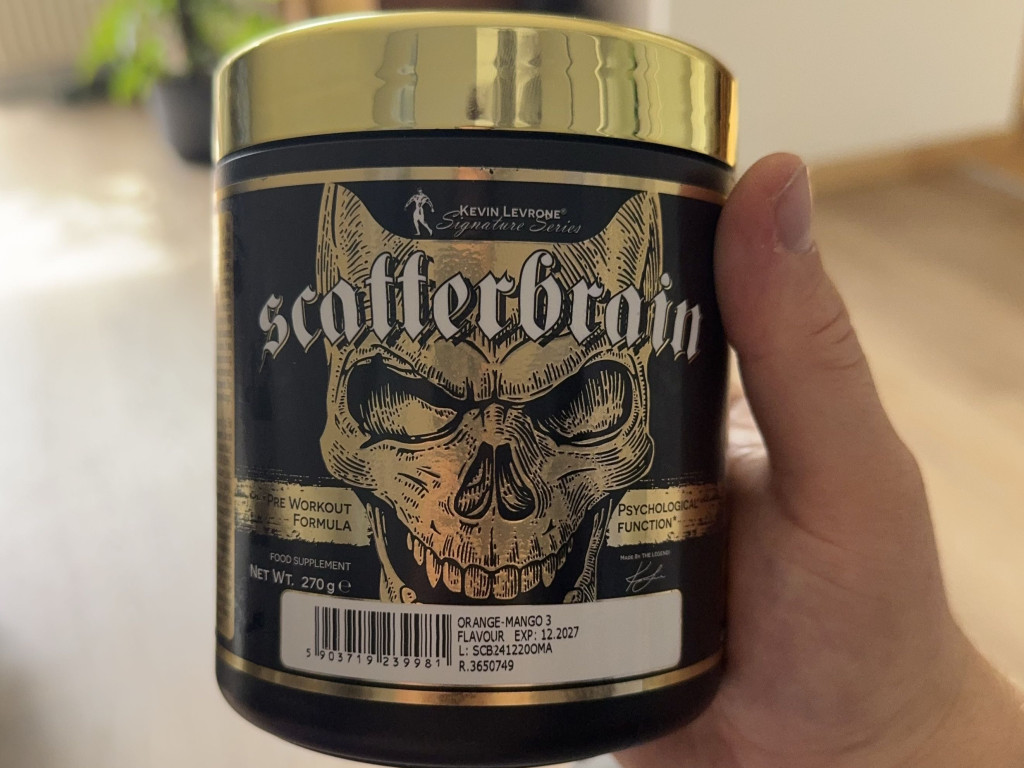 KEVIN LEVRONE®
Signature Series
scatterbrain
PRE WORKOUT
FORMULA
PSYCHOLOGICAL
FUNCTION*
FOOD SUPPLEMENT
NET WT. 270 g ℮
Made By THE LEGEND!
ORANGE-MANGO 3
FLAVOUR EXP: 12.2027
L: SCB241220OMA
R.3650749
5 903719 239981